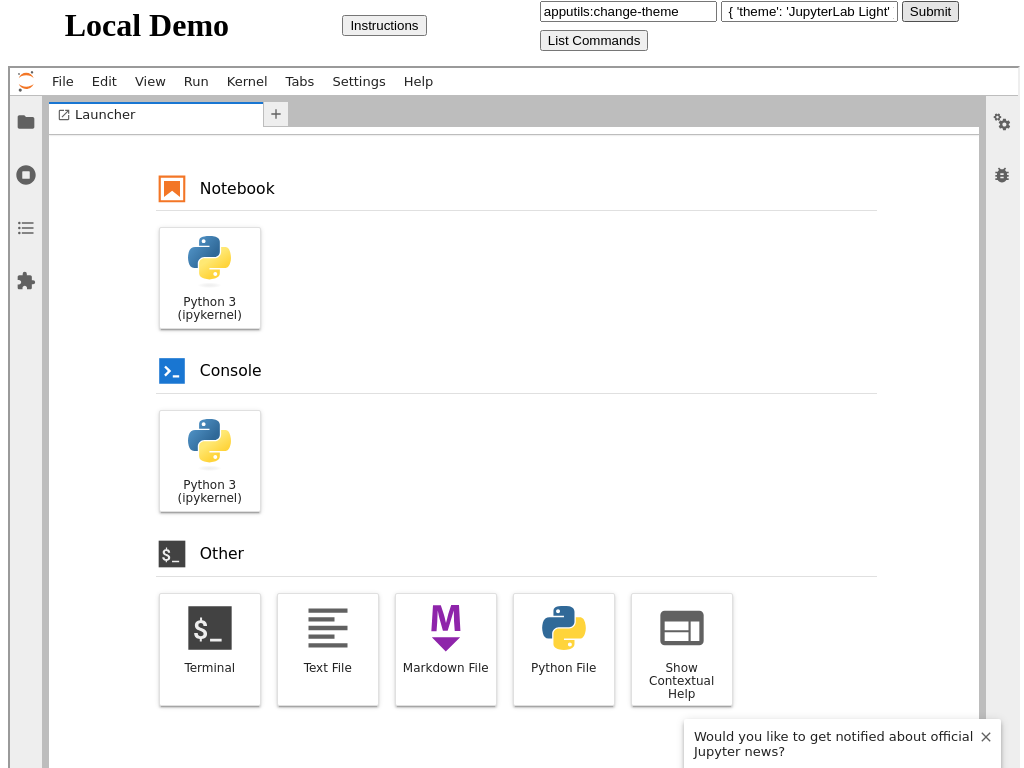 Local Demo
Instructions
apputils:change-theme
{ 'theme': 'JupyterLab Light'
Submit
List Commands
File Edit View Run Kernel Tabs Settings Help
Launcher
Notebook
Python 3
(ipykernel)
Console
Python 3
(ipykernel)
$_
Other
$_
Terminal
Text File
M
Markdown File
Python File
Show
Contextual
Help
Would you like to get notified about official
Jupyter news?